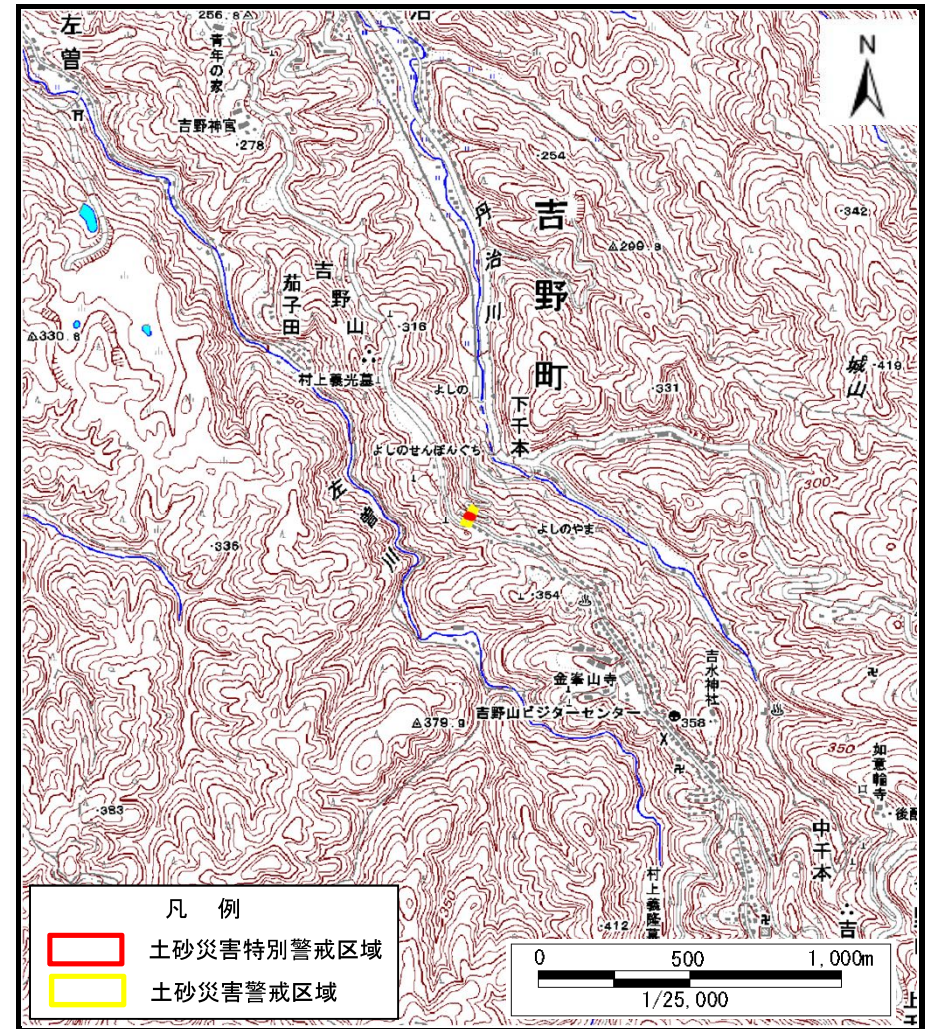 256.8
治
左曽
青年の家
N
吉野神宮
278
254
丹治川
吉野町
342
299.8
吉野山
茄子田
316
330.8
城山
419
村上義光墓
よしの
331
下千本
よしのせんぼんぐち
300
左曽川
よしのやま
336
354
吉水神社
金峯山寺
吉野山ビジターセンター
358
379.9
350
如意輪寺
383
中千本
後醍
村上義隆墓
350
412
吉
凡 例
土砂災害特別警戒区域
土砂災害警戒区域
0 500 1,000m
1/25,000
上